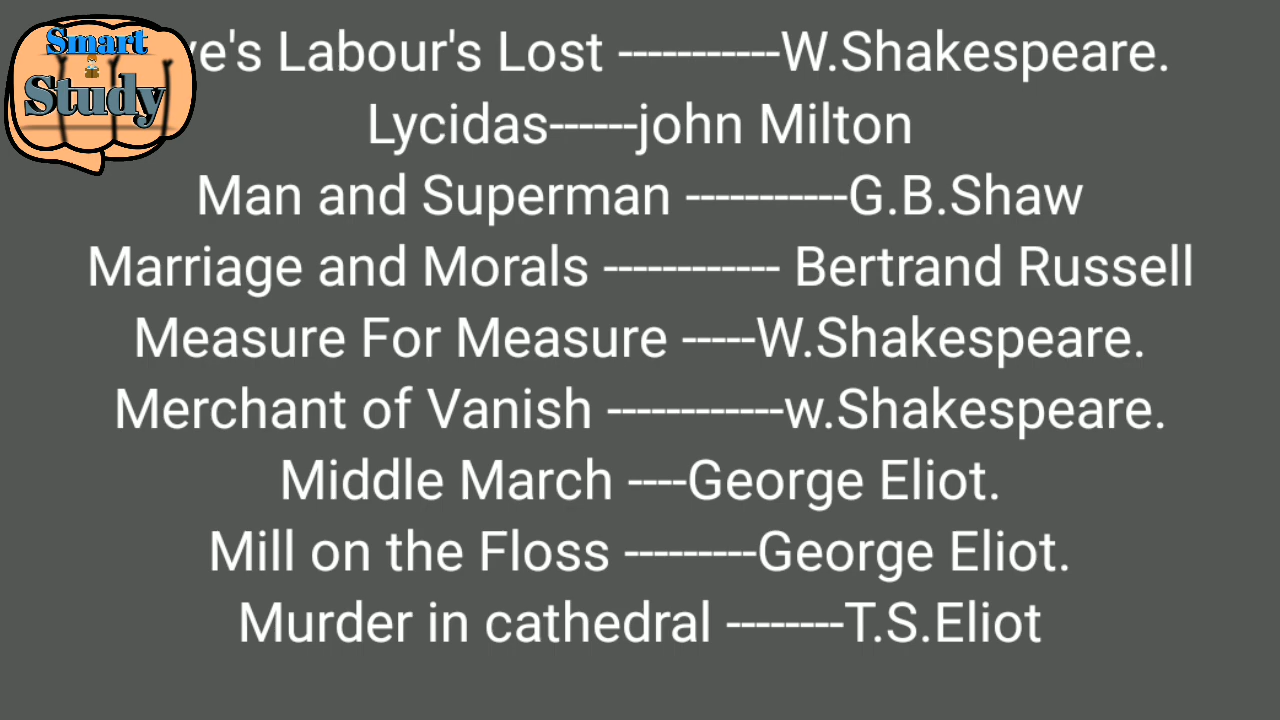 Smart
Study
ve's Labour's Lost -----------W.Shakespeare.
Lycidas------john Milton
Man and Superman -----------G.B.Shaw
Marriage and Morals ------------ Bertrand Russell
Measure For Measure -----W.Shakespeare.
Merchant of Vanish ------------w.Shakespeare.
Middle March ----George Eliot.
Mill on the Floss ---------George Eliot.
Murder in cathedral --------T.S.Eliot